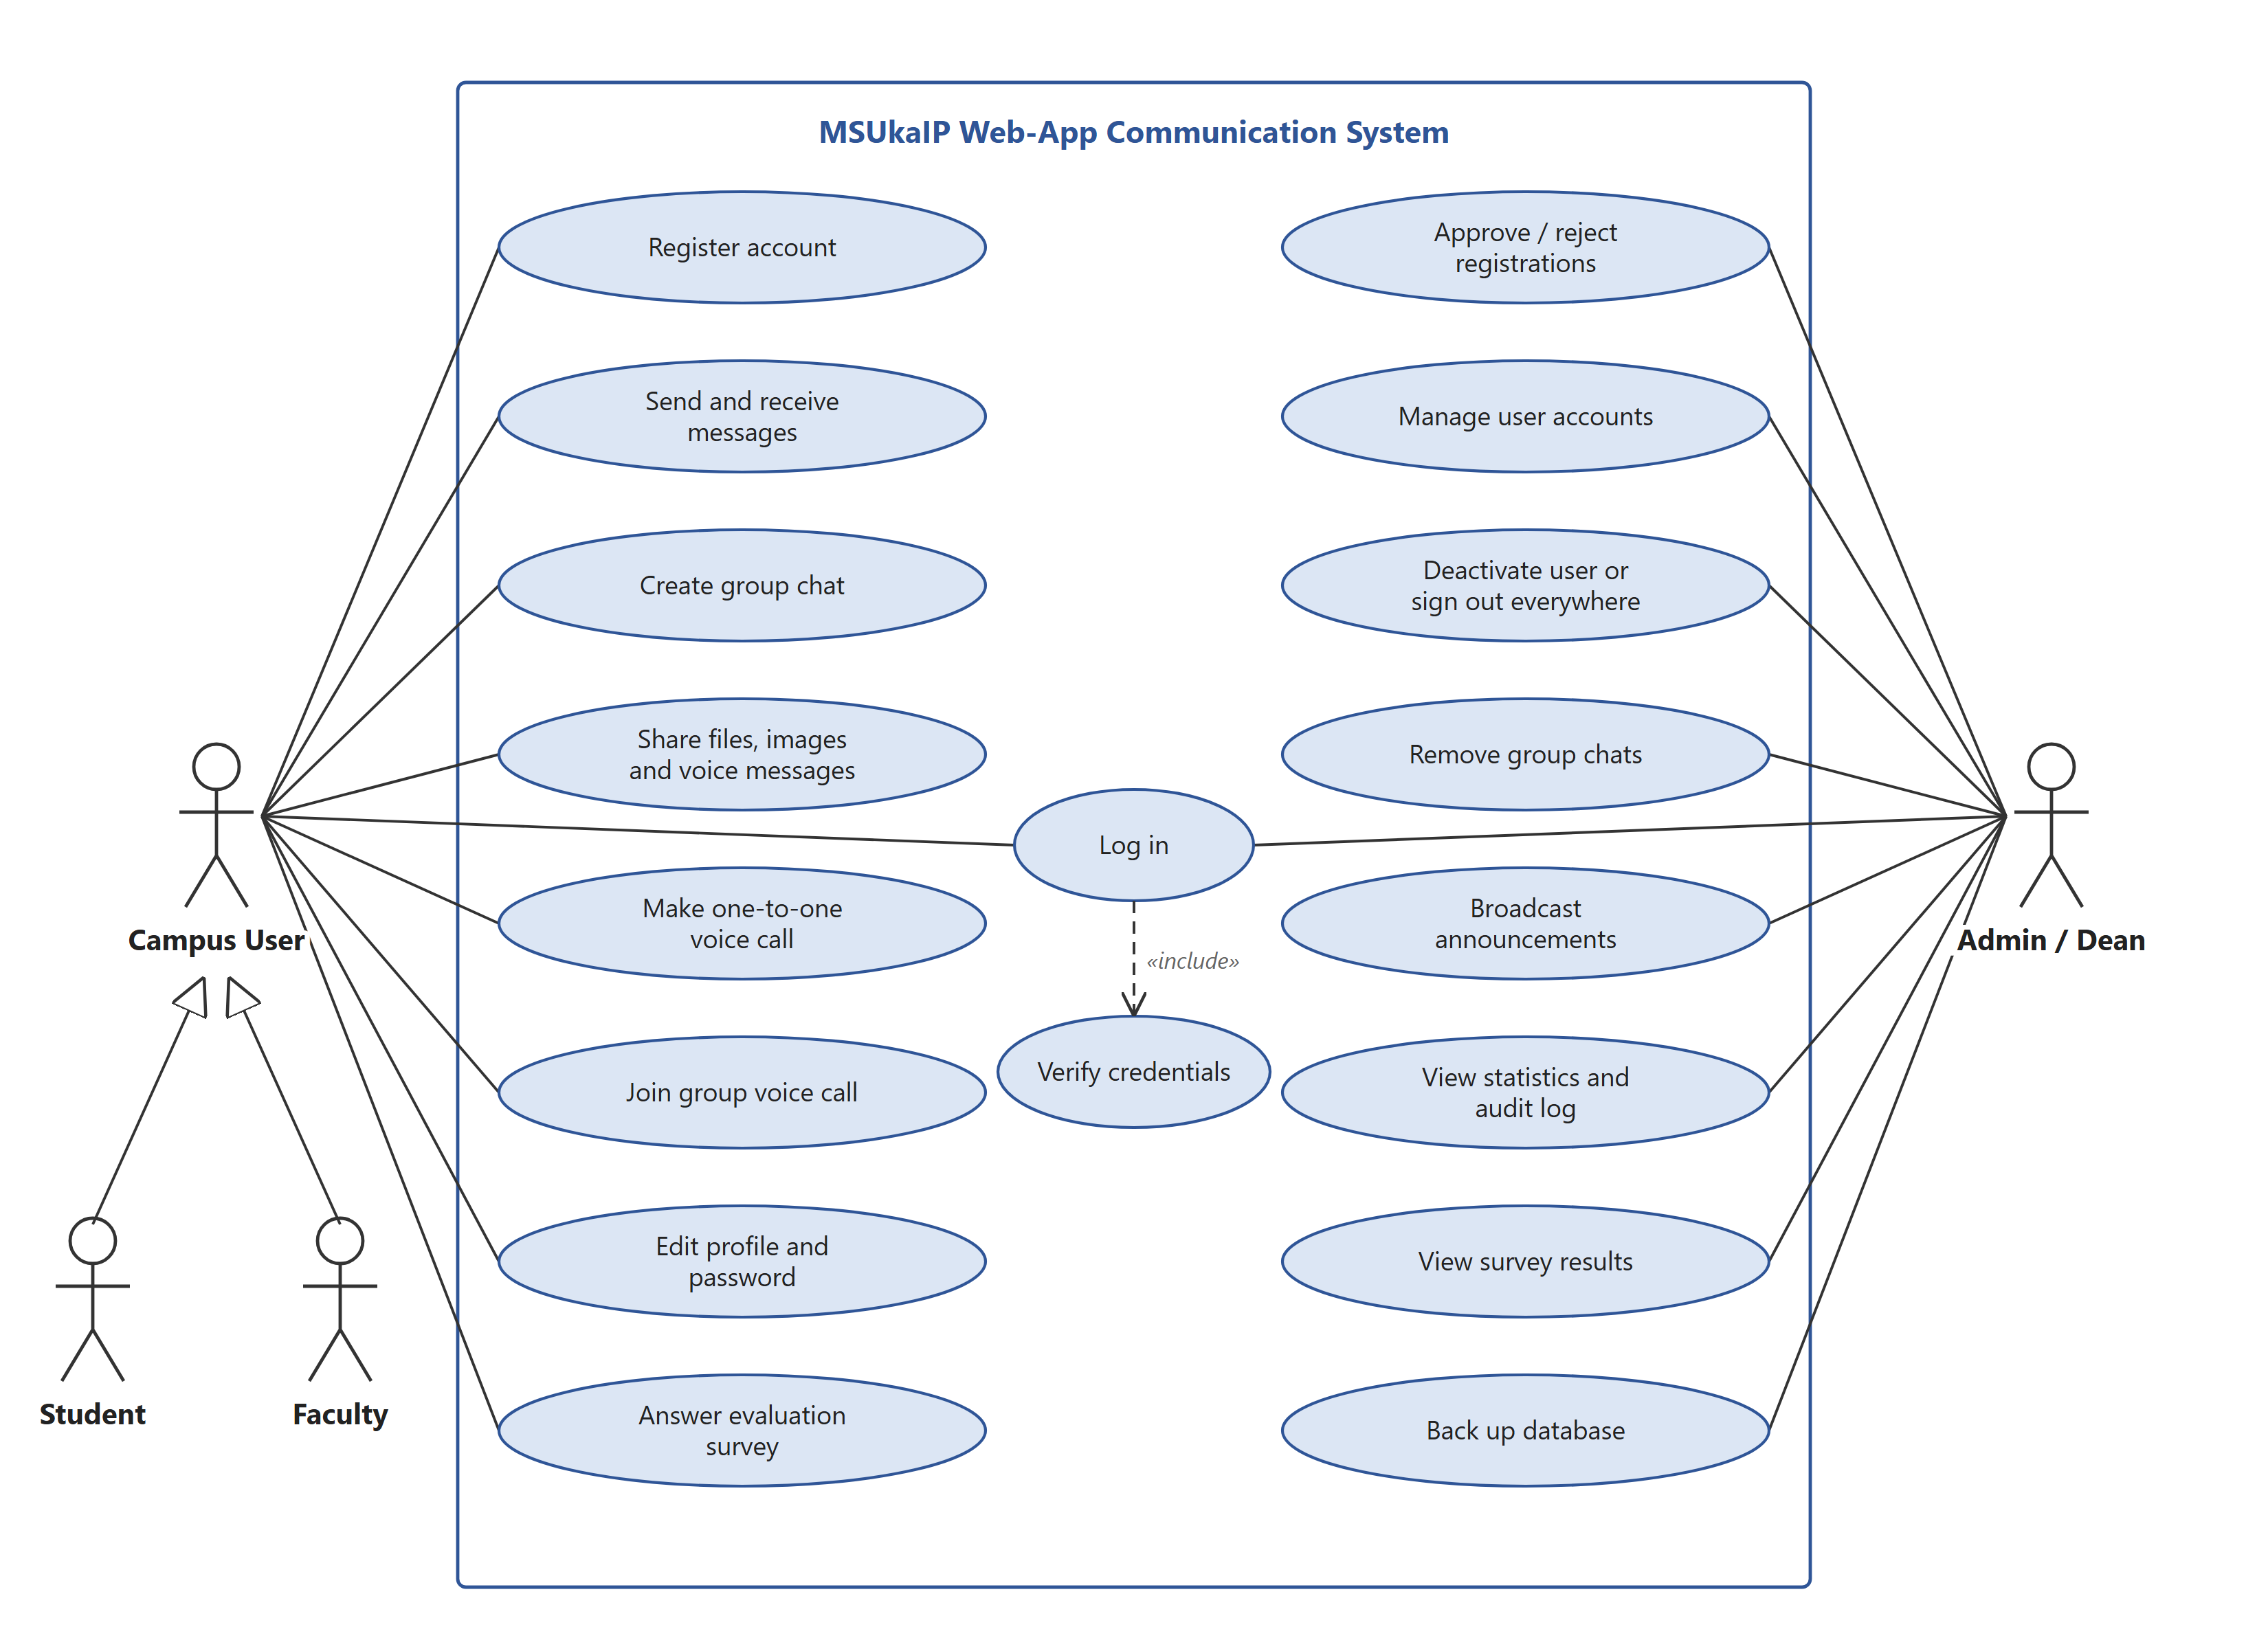 MSUkaIP Web-App Communication System
Register account
Send and receive
messages
Create group chat
Share files, images
and voice messages
Make one-to-one
voice call
Join group voice call
Edit profile and
password
Answer evaluation
survey
Log in
«include»
Verify credentials
Approve / reject
registrations
Manage user accounts
Deactivate user or
sign out everywhere
Remove group chats
Broadcast
announcements
View statistics and
audit log
View survey results
Back up database
Campus User
Student
Faculty
Admin / Dean